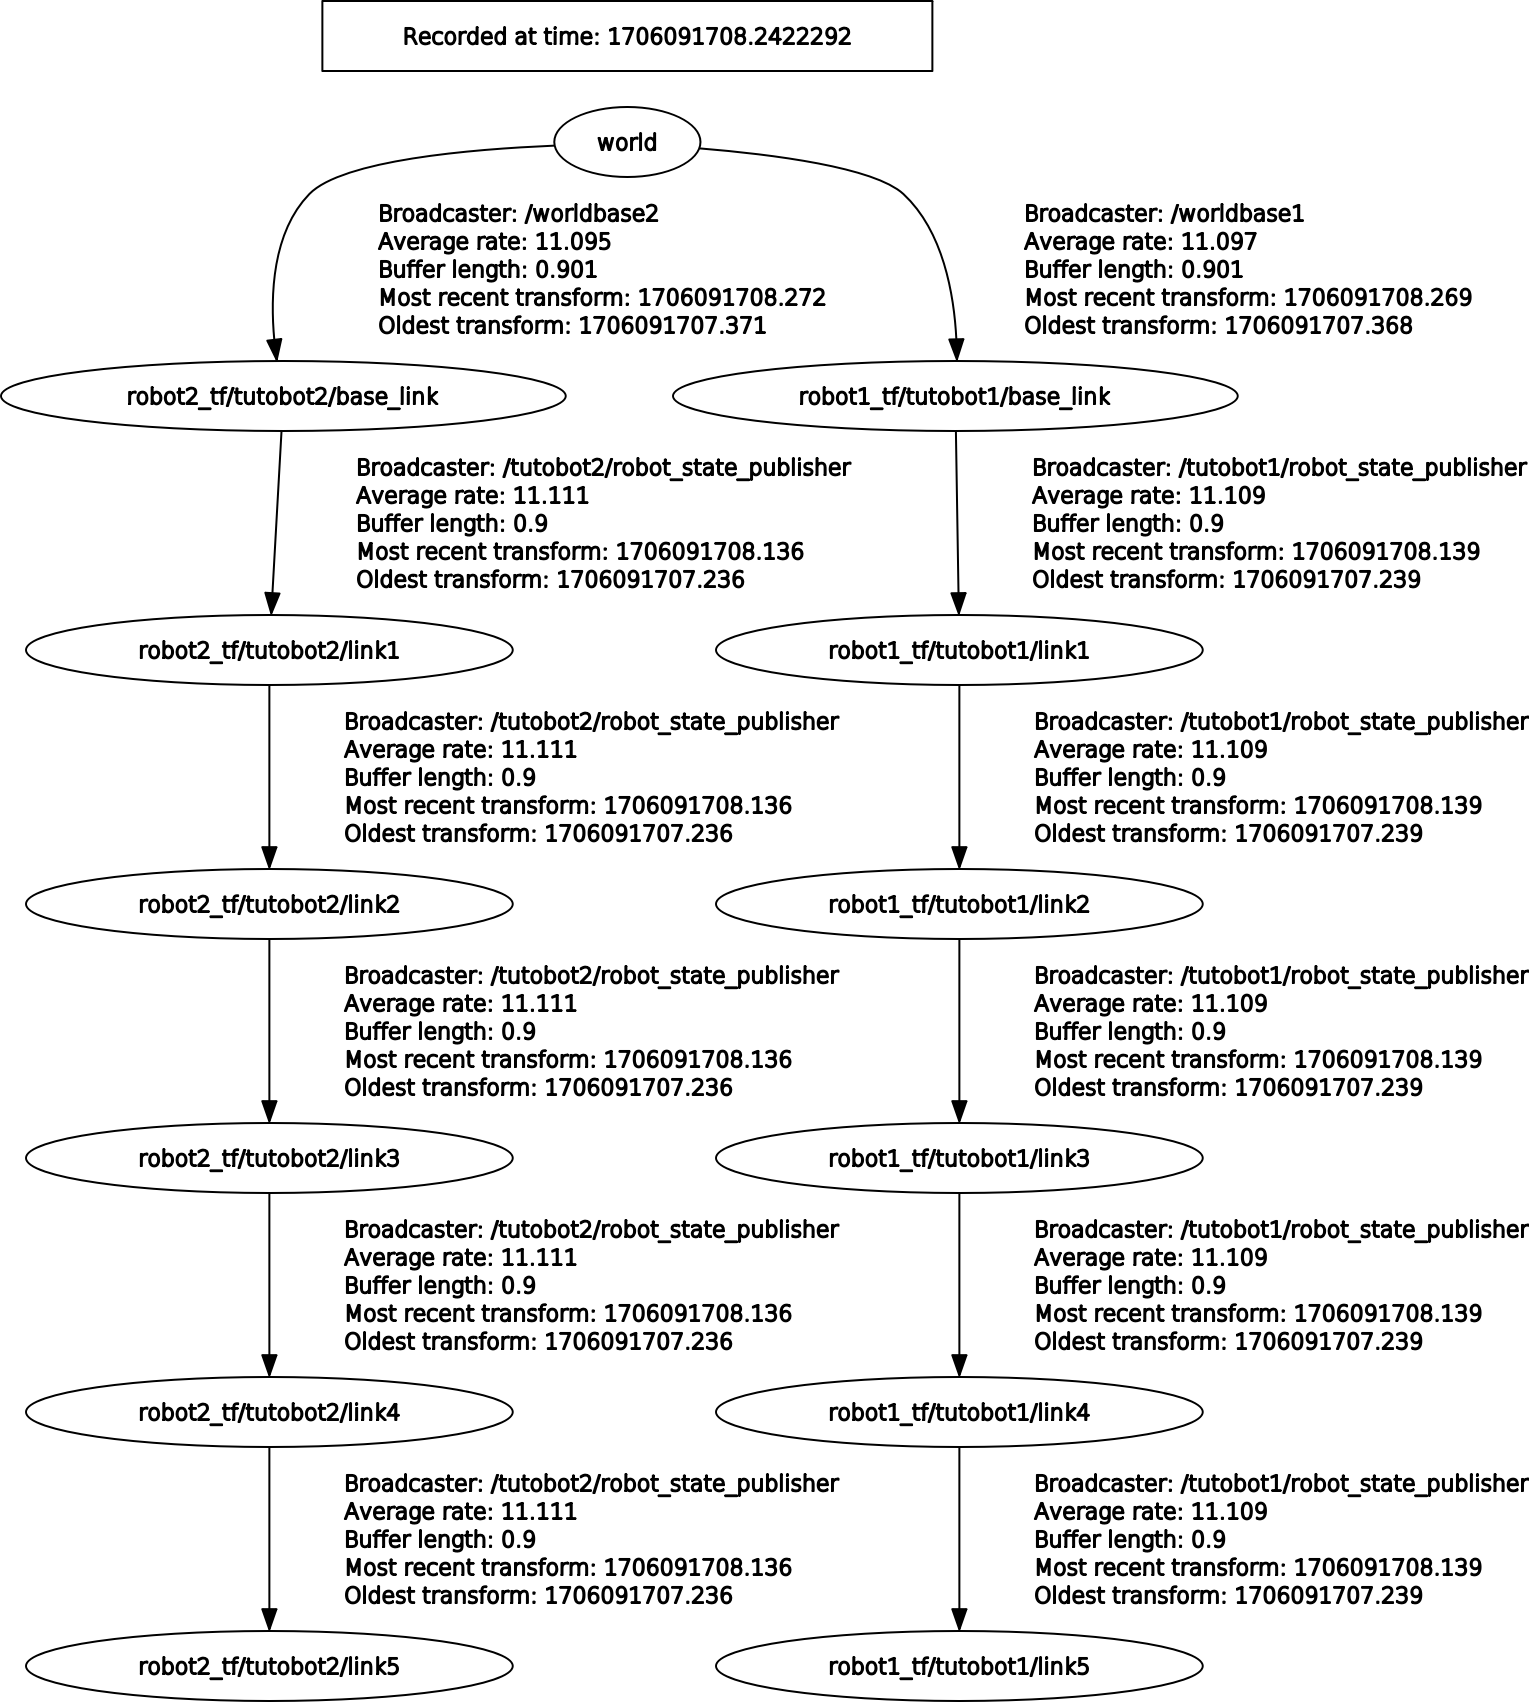 Recorded at time: 1706091708.2422292
world
Broadcaster: /worldbase2
Average rate: 11.095
Buffer length: 0.901
Most recent transform: 1706091708.272
Oldest transform: 1706091707.371
Broadcaster: /worldbase1
Average rate: 11.097
Buffer length: 0.901
Most recent transform: 1706091708.269
Oldest transform: 1706091707.368
robot2_tf/tutobot2/base_link
robot1_tf/tutobot1/base_link
Broadcaster: /tutobot2/robot_state_publisher
Average rate: 11.111
Buffer length: 0.9
Most recent transform: 1706091708.136
Oldest transform: 1706091707.236
Broadcaster: /tutobot1/robot_state_publisher
Average rate: 11.109
Buffer length: 0.9
Most recent transform: 1706091708.139
Oldest transform: 1706091707.239
robot2_tf/tutobot2/link1
robot1_tf/tutobot1/link1
Broadcaster: /tutobot2/robot_state_publisher
Average rate: 11.111
Buffer length: 0.9
Most recent transform: 1706091708.136
Oldest transform: 1706091707.236
Broadcaster: /tutobot1/robot_state_publisher
Average rate: 11.109
Buffer length: 0.9
Most recent transform: 1706091708.139
Oldest transform: 1706091707.239
robot2_tf/tutobot2/link2
robot1_tf/tutobot1/link2
Broadcaster: /tutobot2/robot_state_publisher
Average rate: 11.111
Buffer length: 0.9
Most recent transform: 1706091708.136
Oldest transform: 1706091707.236
Broadcaster: /tutobot1/robot_state_publisher
Average rate: 11.109
Buffer length: 0.9
Most recent transform: 1706091708.139
Oldest transform: 1706091707.239
robot2_tf/tutobot2/link3
robot1_tf/tutobot1/link3
Broadcaster: /tutobot2/robot_state_publisher
Average rate: 11.111
Buffer length: 0.9
Most recent transform: 1706091708.136
Oldest transform: 1706091707.236
Broadcaster: /tutobot1/robot_state_publisher
Average rate: 11.109
Buffer length: 0.9
Most recent transform: 1706091708.139
Oldest transform: 1706091707.239
robot2_tf/tutobot2/link4
robot1_tf/tutobot1/link4
Broadcaster: /tutobot2/robot_state_publisher
Average rate: 11.111
Buffer length: 0.9
Most recent transform: 1706091708.136
Oldest transform: 1706091707.236
Broadcaster: /tutobot1/robot_state_publisher
Average rate: 11.109
Buffer length: 0.9
Most recent transform: 1706091708.139
Oldest transform: 1706091707.239
robot2_tf/tutobot2/link5
robot1_tf/tutobot1/link5